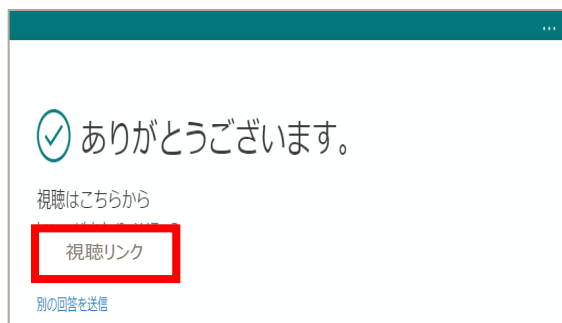 ...
ありがとうございます。
視聴はこちらから
視聴リンク
別の回答を送信